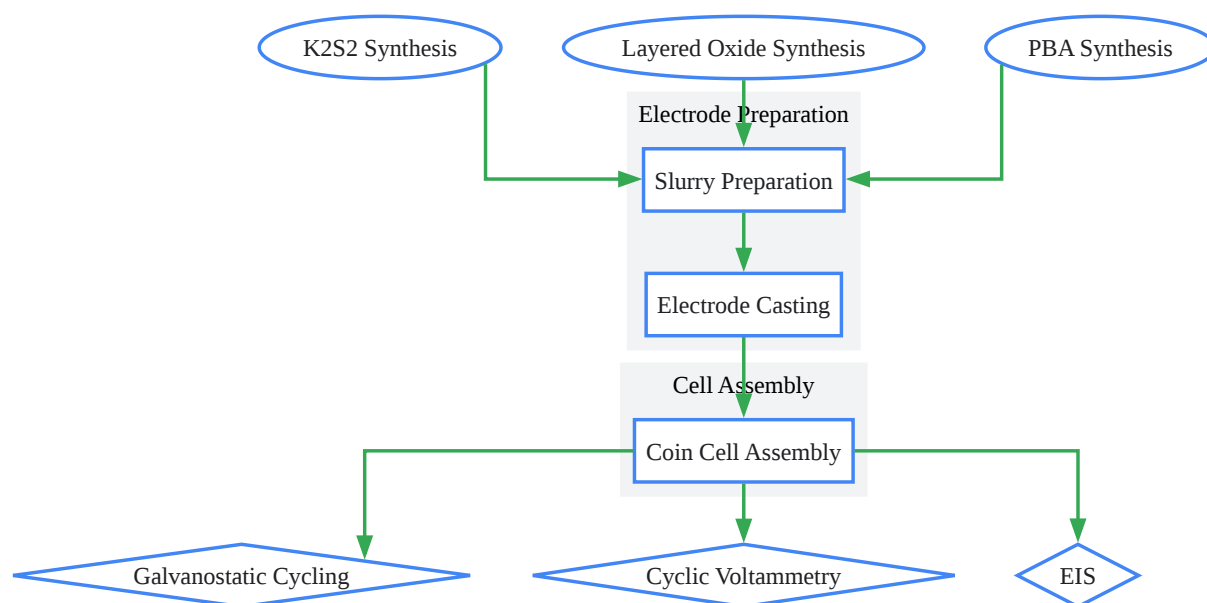 K2S2 Synthesis
Layered Oxide Synthesis
PBA Synthesis
Electrode Preparation
Slurry Preparation
Electrode Casting
Cell Assembly
Coin Cell Assembly
Galvanostatic Cycling
Cyclic Voltammetry
EIS